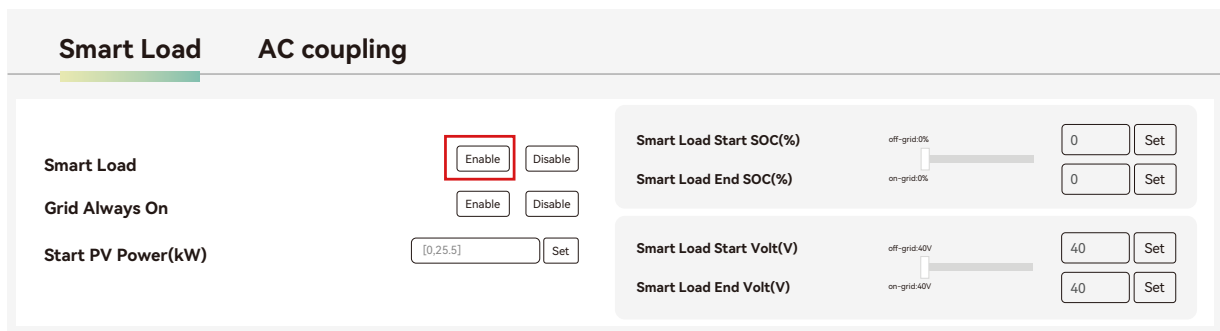 Smart Load AC coupling
Smart Load Enable Disable
Grid Always On Enable Disable
Start PV Power(kW) [0,25.5] Set
Smart Load Start SOC(%) off-grid:0% 0 Set
Smart Load End SOC(%) on-grid:0% 0 Set
Smart Load Start Volt(V) off-grid:40V 40 Set
Smart Load End Volt(V) on-grid:40V 40 Set